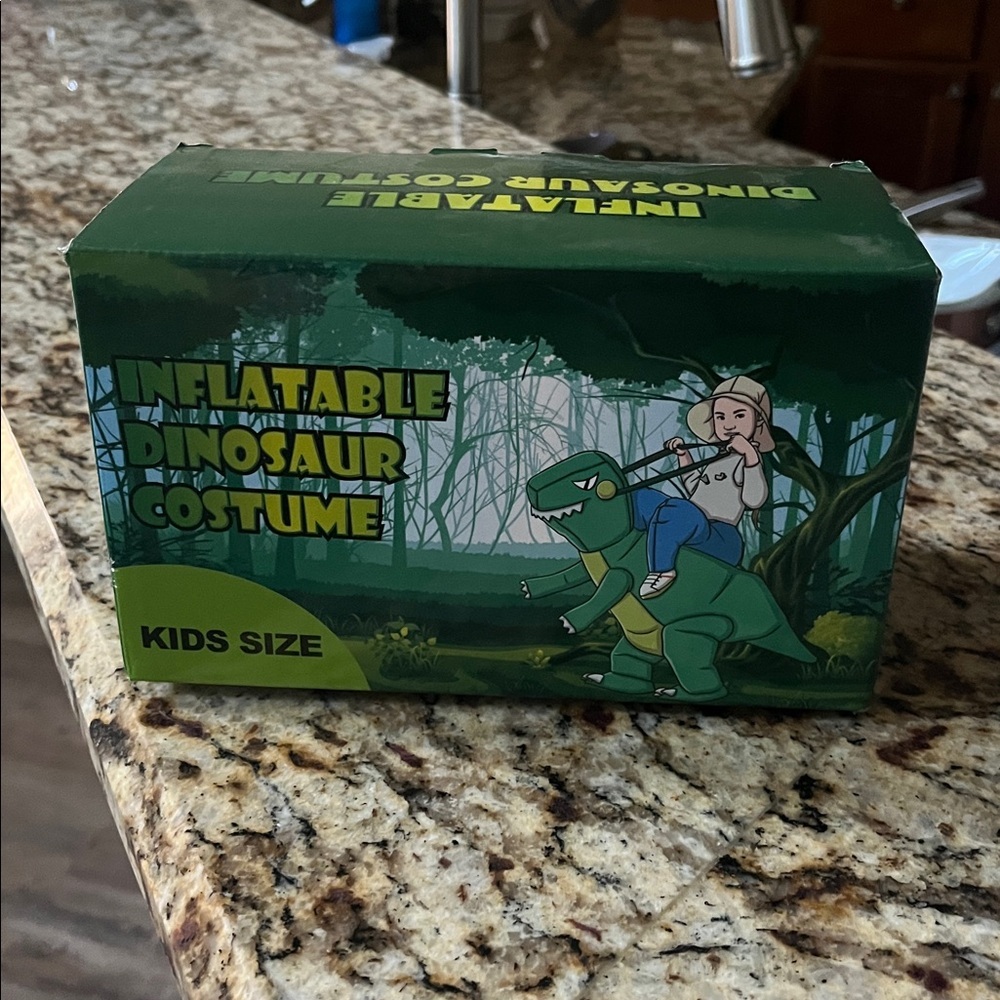 INFLATABLE
DINOSAUR COSTUME
INFLATABLE
DINOSAUR
COSTUME
KIDS SIZE